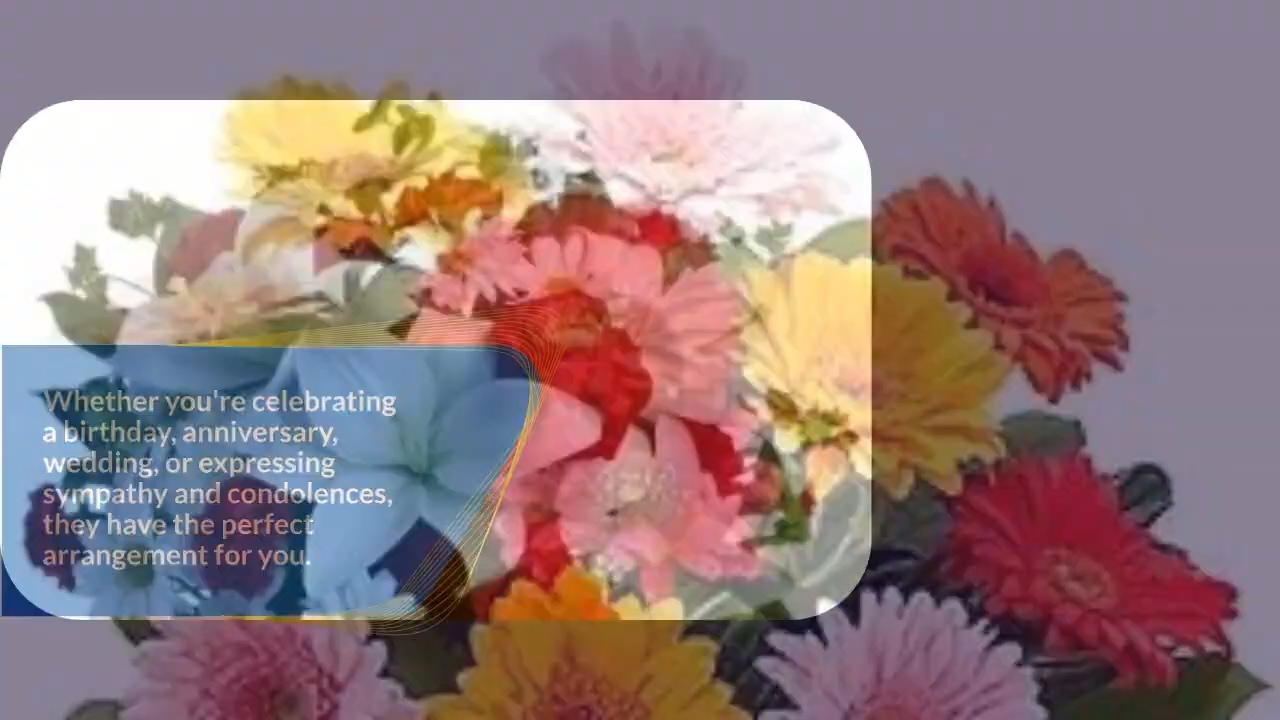 Whether you're celebrating
a birthday, anniversary,
wedding, or expressing
sympathy and condolences,
they have the perfect
arrangement for you.